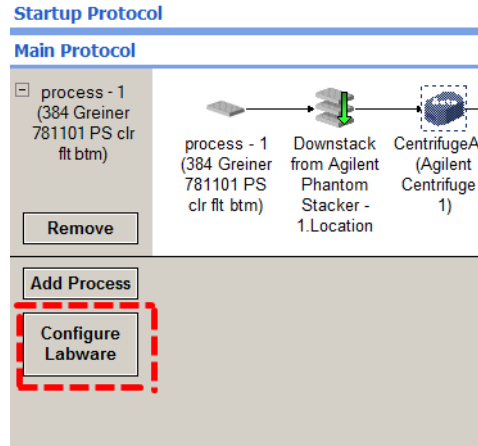 Startup Protocol
Main Protocol
process - 1
(384 Greiner
781101 PS clr
flt btm)
Remove
process - 1
(384 Greiner
781101 PS
clr flt btm)
Downstack
from Agilent
Phantom
Stacker -
1.Location
CentrifugeA
(Agilent
Centrifuge
1)
Add Process
Configure
Labware